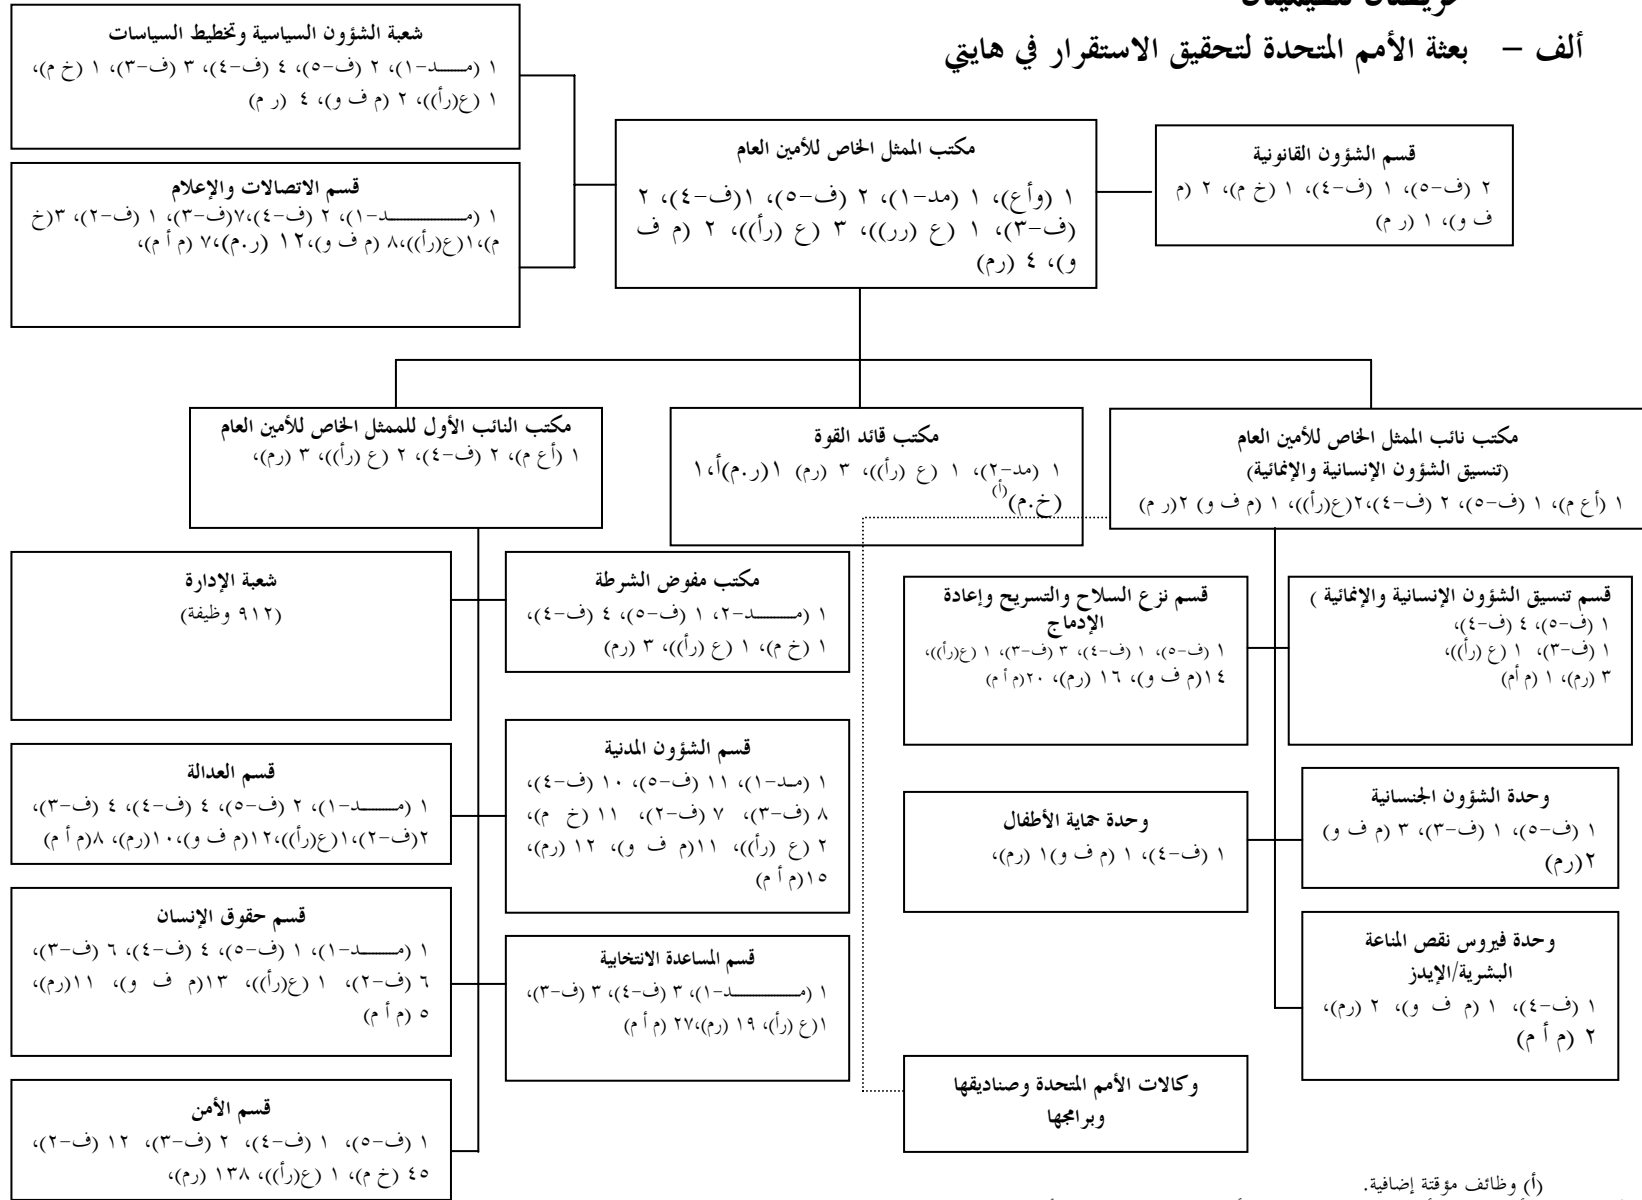 ألف – بعثة الأمم المتحدة لتحقيق الاستقرار في هايتي
شعبة الشؤون السياسية وتخطيط السياسات
١ (مـــد-١)، ٢ (ف-٥)، ٤ (ف-٤)، ٣ (ف-٣)، ١ (خ م)،
١ (ع(رأ))، ٢ (م ف و)، ٤ (ر م)
مكتب الممثل الخاص للأمين العام
١ (وأع)، ١ (مد-١)، ٢ (ف-٥)، ١(ف-٤)، ٢
(ف-٣)، ١ (ع (رر))، ٣ (ع (رأ))، ٢ (م ف
و)، ٤ (رم)
قسم الشؤون القانونية
٢ (ف-٥)، ١ (ف-٤)، ١ (خ م)، ٢ (م
ف و)، ١ (ر م)
قسم الاتصالات والإعلام
١ (مـــد-١)، ٢ (ف-٤)،٧(ف-٣)، ١ (ف-٢)، ٣(خ
م)،١(ع(رأ))،٨ (م ف و)،١٢ (ر.م)،٧ (م أ م)،
مكتب نائب الممثل الخاص للأمين العام
(تنسيق الشؤون الإنسانية والإنمائية)
١ (أع م)، ١ (ف-٥)، ٢ (ف-٤)،٢(ع(رأ))، ١ (م ف و) ٢(ر م)
مكتب قائد القوة
١ (مد-٢)، ١ (ع (رأ))، ٣ (رم) ١(ر.م)أ،١
(خ.م)(أ)
مكتب النائب الأول للممثل الخاص للأمين العام
١ (أع م)، ٢ (ف-٤)، ٢ (ع (رأ))، ٣ (رم)،
قسم تنسيق الشؤون الإنسانية والإنمائية )
١ (ف-٥)، ٤ (ف-٤)،
١ (ف-٣)، ١ (ع (رأ))،
٣ (رم)، ١ (م أم)
قسم نزع السلاح والتسريح وإعادة
الإدماج
١ (ف-٥)، ١ (ف-٤)، ٣ (ف-٣)، ١ (ع(رأ))،
١٤(م ف و)، ١٦ (رم)، ٢٠(م أ م)
وحدة الشؤون الجنسانية
١ (ف-٥)، ١ (ف-٣)، ٣ (م ف و)
٢(رم)
وحدة حماية الأطفال
١ (ف-٤)، ١ (م ف و)١ (رم)،
وحدة فيروس نقص المناعة
البشرية/الإيدز
١ (ف-٤)، ١ (م ف و)، ٢ (رم)،
٢ (م أ م)
وكالات الأمم المتحدة وصناديقها
وبرامجها
مكتب مفوض الشرطة
١ (مـــد-٢، ١ (ف-٥)، ٤ (ف-٤)،
١ (خ م)، ١ (ع (رأ))، ٣ (رم)
شعبة الإدارة
(٩١٢ وظيفة)
قسم الشؤون المدنية
١ (مـد-١)، ١١ (ف-٥)، ١٠ (ف-٤)،
٨ (ف-٣)، ٧ (ف-٢)، ١١ (خ م)،
٢ (ع (رأ))، ١١(م ف و)، ١٢ (رم)،
١٥(م أ م)
قسم العدالة
١ (مـــد-١)، ٢ (ف-٥)، ٤ (ف-٤)، ٤ (ف-٣)،
٢(ف-٢)،١(ع(رأ))،١٢(م ف و)،١٠(رم)، ٨(م أ م)
قسم المساعدة الانتخابية
١ (مـــد-١)، ٣ (ف-٤)، ٣ (ف-٣)،
١(ع (رأ)، ١٩ (رم)،٢٧ (م أ م)
قسم حقوق الإنسان
١ (مـــد-١)، ١ (ف-٥)، ٤ (ف-٤)، ٦ (ف-٣)،
٦ (ف-٢)، ١ (ع(رأ))، ١٣(م ف و)، ١١(رم)،
٥ (م أ م)
قسم الأمن
١ (ف-٥)، ١ (ف-٤)، ٢ (ف-٣)، ١٢ (ف-٢)،
٤٥ (خ م)، ١ (ع(رأ))، ١٣٨ (رم)،
(أ) وظائف مؤقتة إضافية.